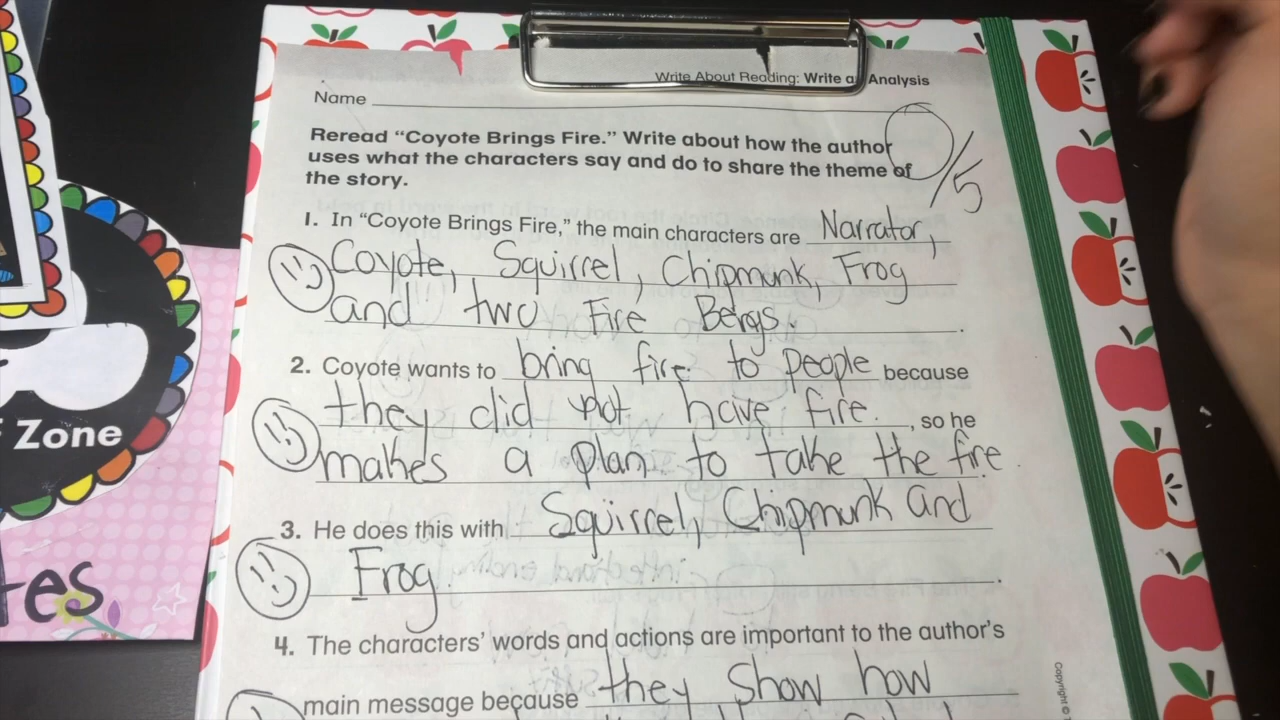 Write About Reading: Write a Analysis
Name
/5
Reread “Coyote Brings Fire.” Write about how the author
uses what the characters say and do to share the theme of
the story.
1. In “Coyote Brings Fire,” the main characters are Narrator,
Coyote, Squirrel, Chipmunk, Frog
and two Fire Beings.
2. Coyote wants to bring fire to people because
they did not have fire. , so he
makes a plan to take the fire
3. He does this with Squirrel, Chipmunk and
Frog.
4. The characters’ words and actions are important to the author’s
main message because they show how
Zone
es
Copyright ©